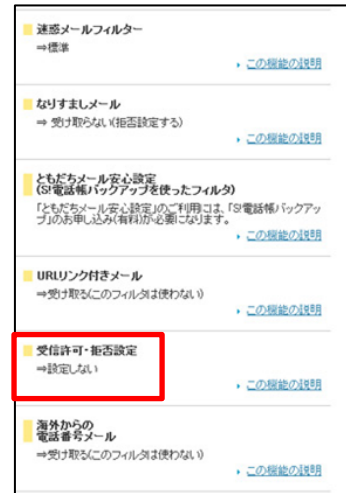 迷惑メールフィルター
⇒標準
この機能の説明
なりすましメール
⇒ 受け取らない(拒否設定する)
この機能の説明
ともだちメール安心設定
(S!電話帳バックアップを使ったフィルタ)
「ともだちメール安心設定」のご利用には、「S!電話帳バックアッ
プ」のお申し込み(有料)が必要になります。
この機能の説明
URLリンク付きメール
⇒受け取る(このフィルタは使わない)
この機能の説明
受信許可・拒否設定
⇒設定しない
この機能の説明
海外からの
電話番号メール
⇒受け取る(このフィルタは使わない)
この機能の説明